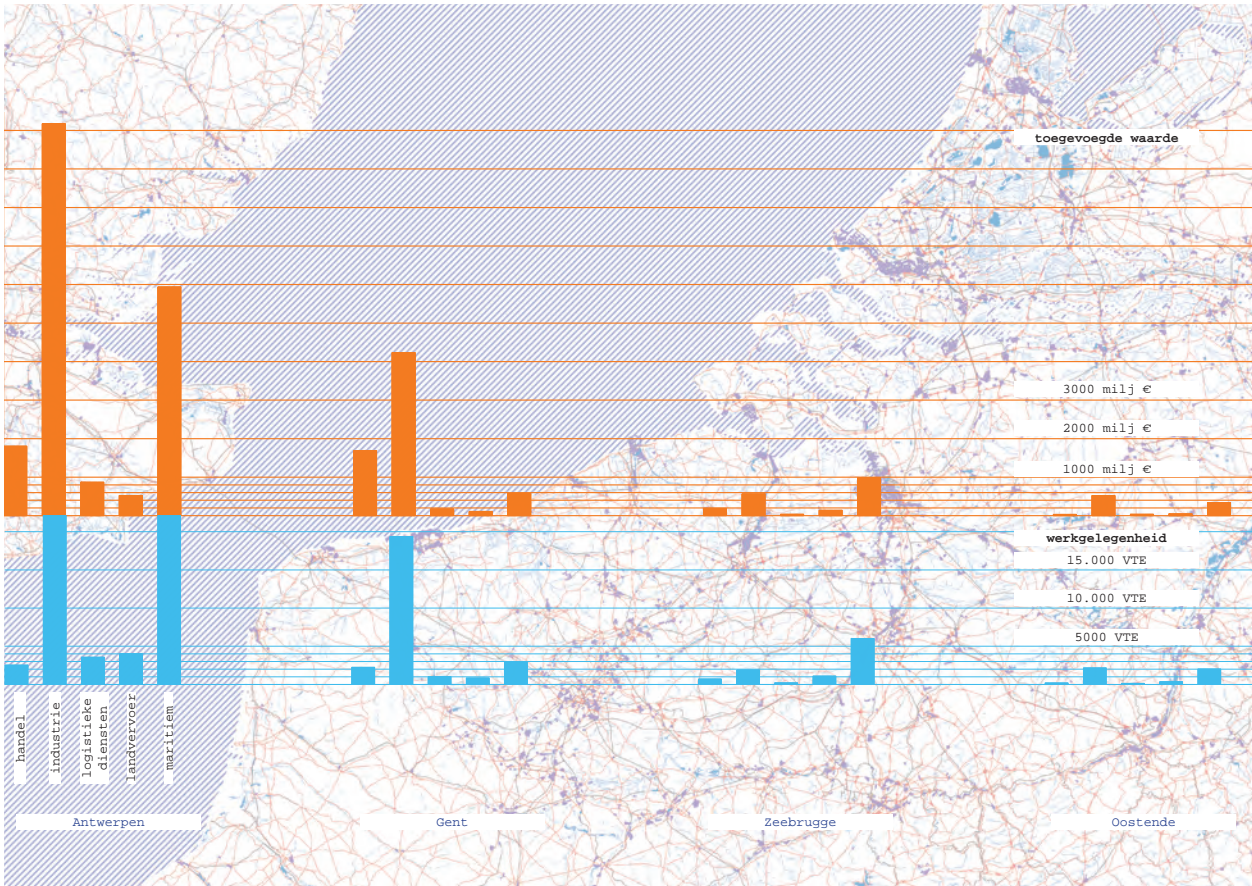 toegevoegde waarde
3000 milj €
2000 milj €
1000 milj €
werkgelegenheid
15.000 VTE
10.000 VTE
5000 VTE
handel
industrie
logistieke
diensten
landvervoer
maritiem
Antwerpen
Gent
Zeebrugge
Oostende